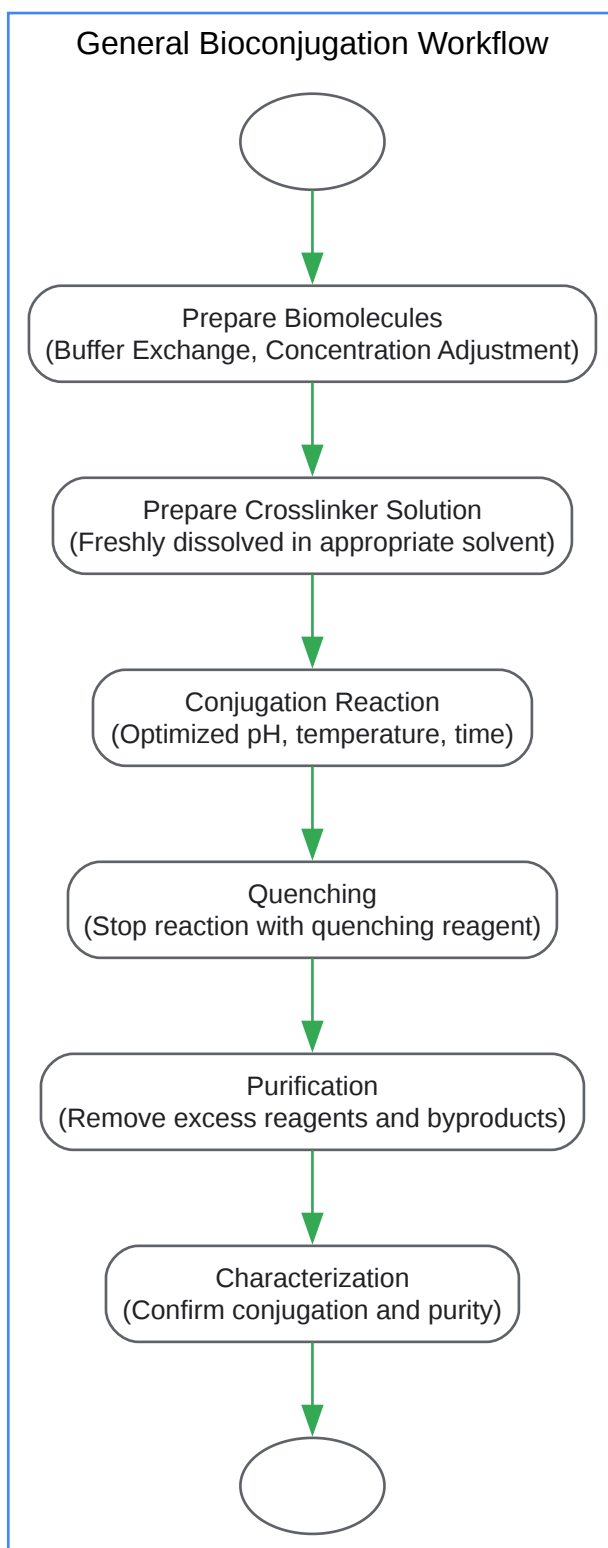 General Bioconjugation Workflow
Prepare Biomolecules
(Buffer Exchange, Concentration Adjustment)
Prepare Crosslinker Solution
(Freshly dissolved in appropriate solvent)
Conjugation Reaction
(Optimized pH, temperature, time)
Quenching
(Stop reaction with quenching reagent)
Purification
(Remove excess reagents and byproducts)
Characterization
(Confirm conjugation and purity)